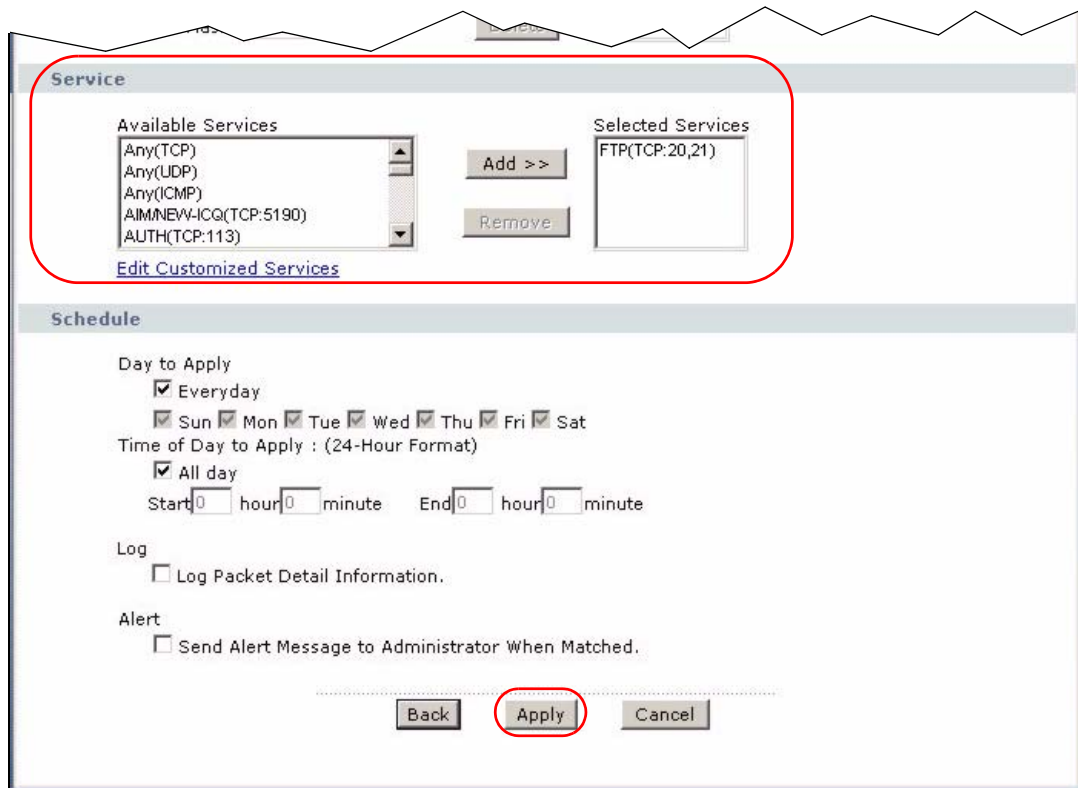 Service
Available Services
Selected Services
Any(TCP)
Any(UDP)
Any(ICMP)
AIM/NEW-ICQ(TCP:5190)
AUTH(TCP:113)
Add >>
Remove
FTP(TCP:20,21)
Edit Customized Services
Schedule
Day to Apply
Everyday
Sun Mon Tue Wed Thu Fri Sat
Time of Day to Apply : (24-Hour Format)
All day
Start 0 hour 0 minute End 0 hour 0 minute
Log
Log Packet Detail Information.
Alert
Send Alert Message to Administrator When Matched.
Back Apply Cancel